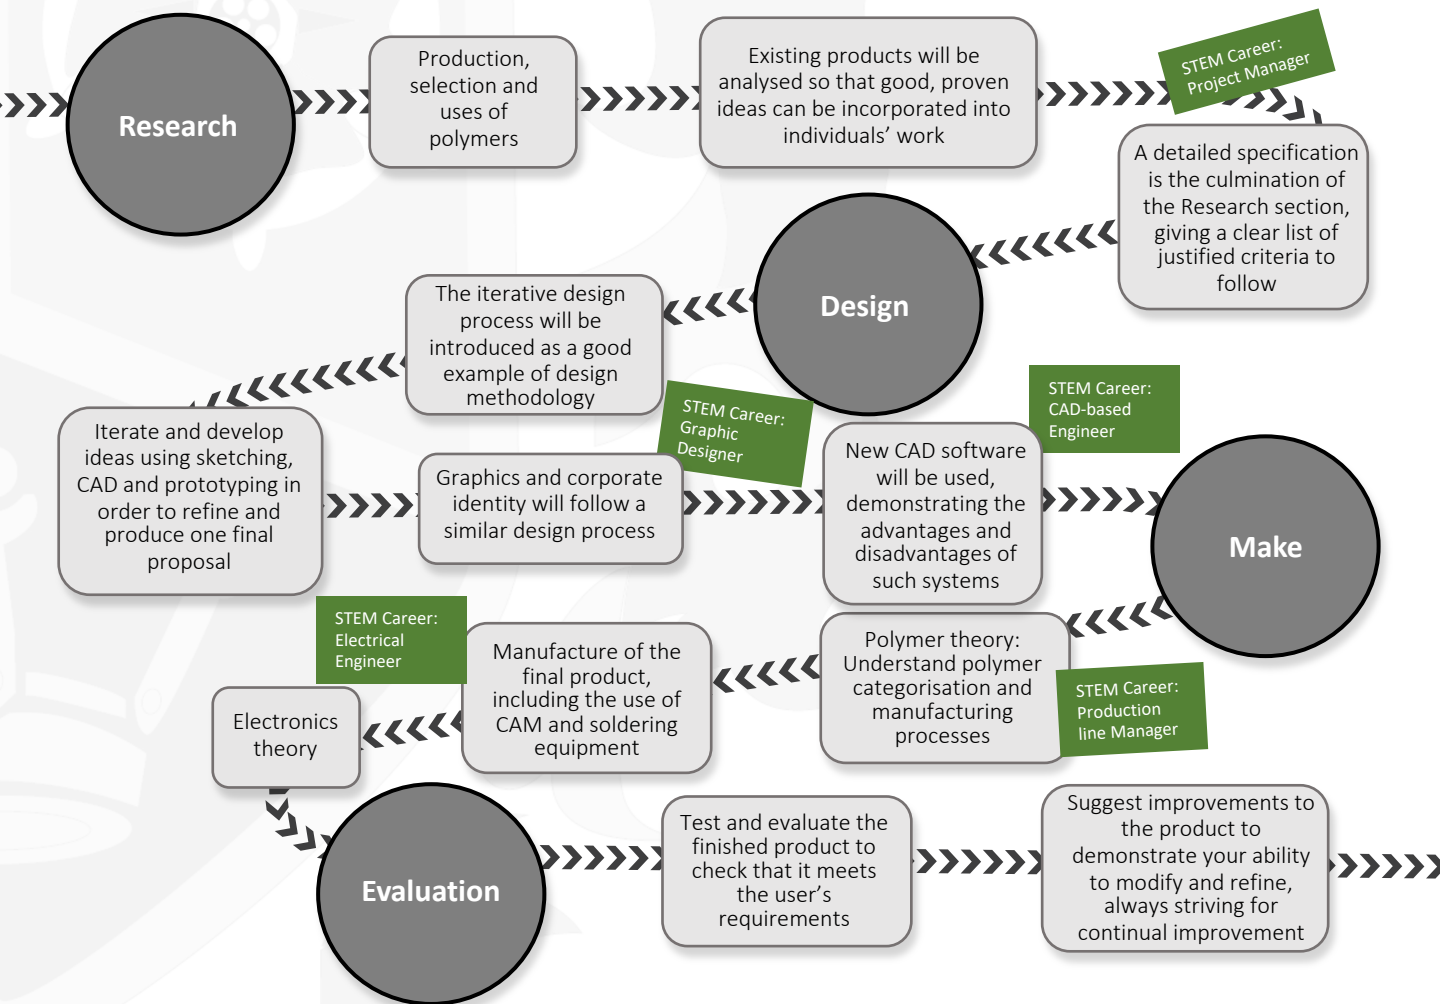 Research
Production,
selection and
uses of
polymers
Existing products will be
analysed so that good, proven
ideas can be incorporated into
individuals’ work
STEM Career:
Project Manager
A detailed specification
is the culmination of
the Research section,
giving a clear list of
justified criteria to
follow
Design
The iterative design
process will be
introduced as a good
example of design
methodology
Iterate and develop
ideas using sketching,
CAD and prototyping in
order to refine and
produce one final
proposal
Graphics and corporate
identity will follow a
similar design process
STEM Career:
Graphic
Designer
New CAD software
will be used,
demonstrating the
advantages and
disadvantages of
such systems
STEM Career:
CAD-based
Engineer
Make
Polymer theory:
Understand polymer
categorisation and
manufacturing
processes
STEM Career:
Production
line Manager
Manufacture of the
final product,
including the use of
CAM and soldering
equipment
STEM Career:
Electrical
Engineer
Electronics
theory
Evaluation
Test and evaluate the
finished product to
check that it meets
the user’s
requirements
Suggest improvements to
the product to
demonstrate your ability
to modify and refine,
always striving for
continual improvement